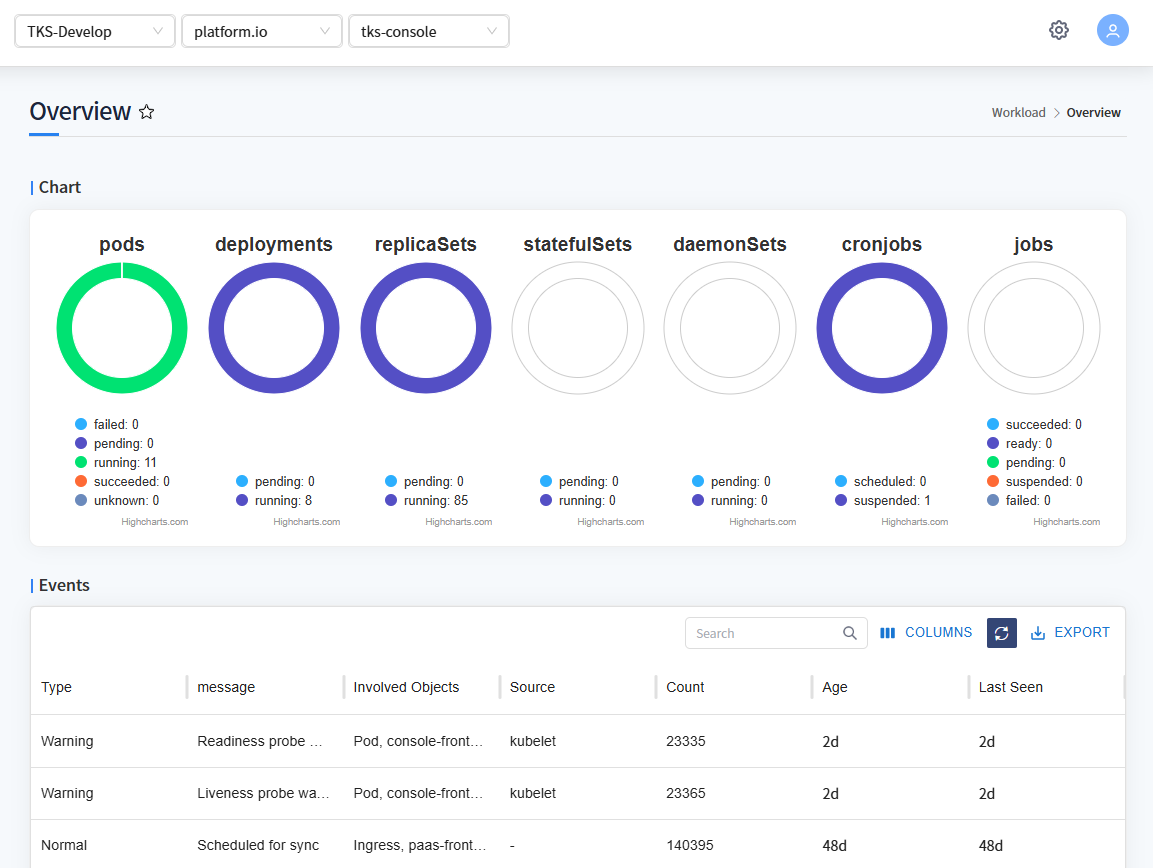 TKS-Develop platform.io tks-console
Overview
Workload > Overview
Chart
pods deployments replicaSets statefulSets daemonSets cronjobs jobs
failed: 0
pending: 0
running: 11
succeeded: 0
unknown: 0
Highcharts.com
pending: 0
running: 8
Highcharts.com
pending: 0
running: 85
Highcharts.com
pending: 0
running: 0
Highcharts.com
pending: 0
running: 0
Highcharts.com
scheduled: 0
suspended: 1
Highcharts.com
succeeded: 0
ready: 0
pending: 0
suspended: 0
failed: 0
Highcharts.com
Events
Search COLUMNS EXPORT
Type message Involved Objects Source Count Age Last Seen
Warning Readiness probe ... Pod, console-front... kubelet 23335 2d 2d
Warning Liveness probe wa... Pod, console-front... kubelet 23365 2d 2d
Normal Scheduled for sync Ingress, paas-front... - 140395 48d 48d